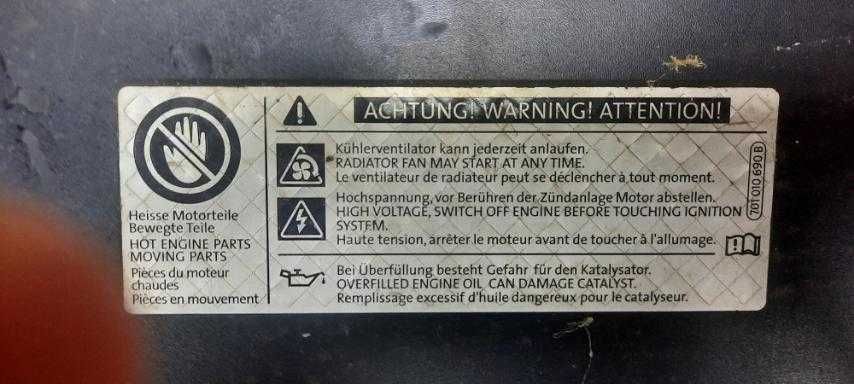 ACHTUNG! WARNING! ATTENTION!
Heisse Motorteile
Bewegte Teile
HOT ENGINE PARTS
MOVING PARTS
Pièces du moteur
chaudes
Pièces en mouvement
Kühlerventilator kann jederzeit anlaufen.
RADIATOR FAN MAY START AT ANY TIME.
Le ventilateur de radiateur peut se déclencher à tout moment.
Hochspannung, vor Berühren der Zündanlage Motor abstellen.
HIGH VOLTAGE, SWITCH OFF ENGINE BEFORE TOUCHING IGNITION
SYSTEM.
Haute tension, arrêter le moteur avant de toucher à l'allumage.
Bei Überfüllung besteht Gefahr für den Katalysator.
OVERFILLED ENGINE OIL CAN DAMAGE CATALYST.
Remplissage excessif d'huile dangereux pour le catalyseur.
7D1 010 690 B